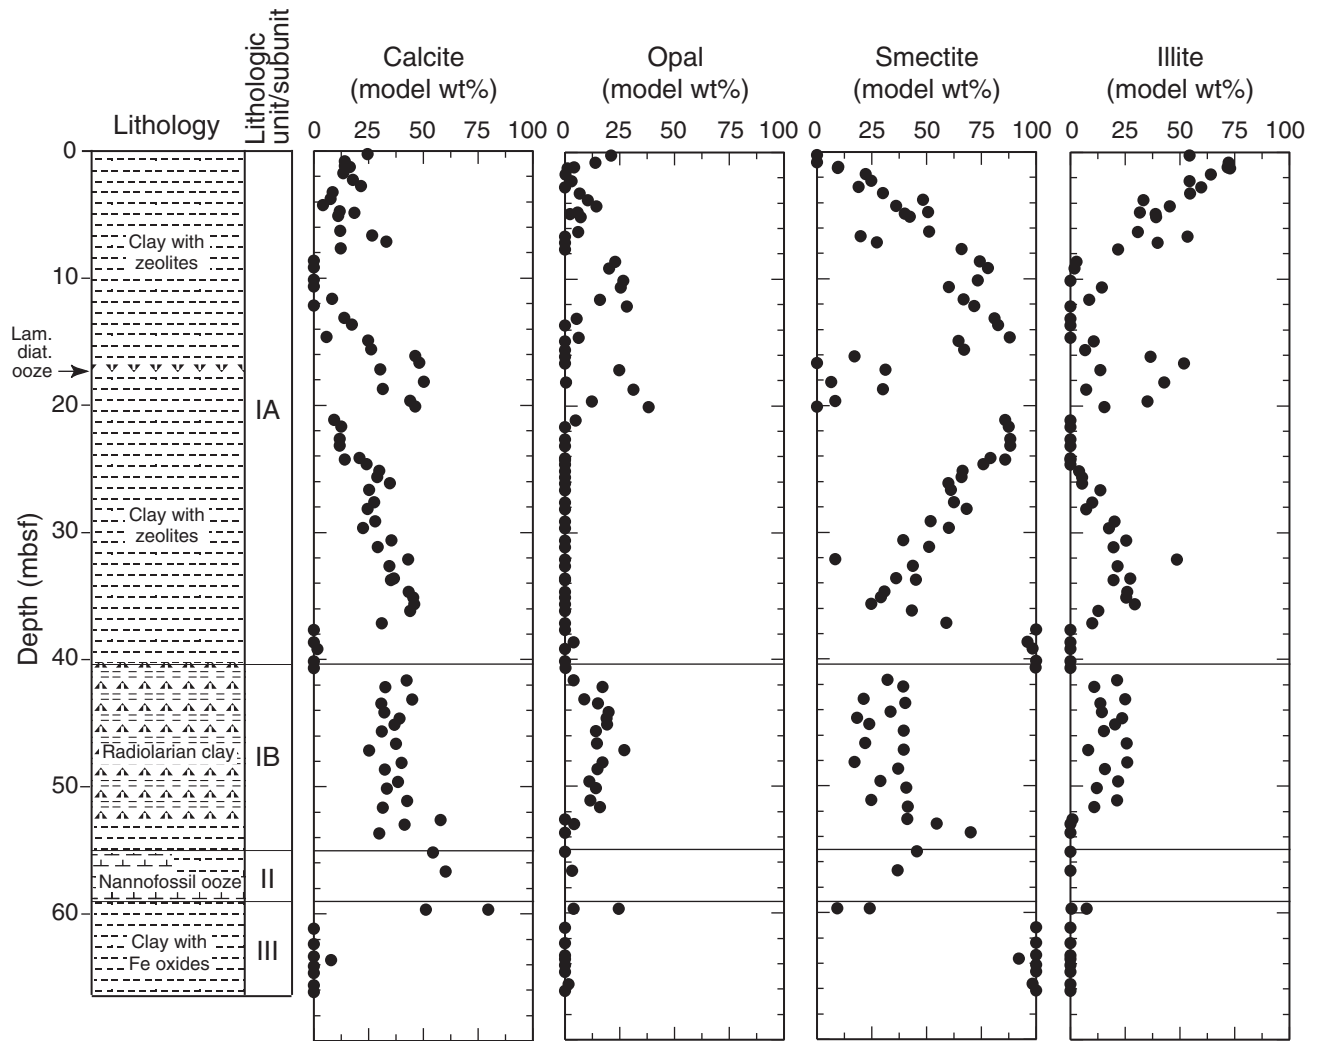 Lithology
Lithologic
unit/subunit
Calcite
(model wt%)
Opal
(model wt%)
Smectite
(model wt%)
Illite
(model wt%)
0 25 50 75 100
0 25 50 75 100
0 25 50 75 100
0 25 50 75 100
Depth (mbsf)
0
10
20
30
40
50
60
Clay with
zeolites
Lam.
diat.
ooze
IA
Clay with
zeolites
Radiolarian clay
IB
Nannofossil ooze
II
Clay with
Fe oxides
III